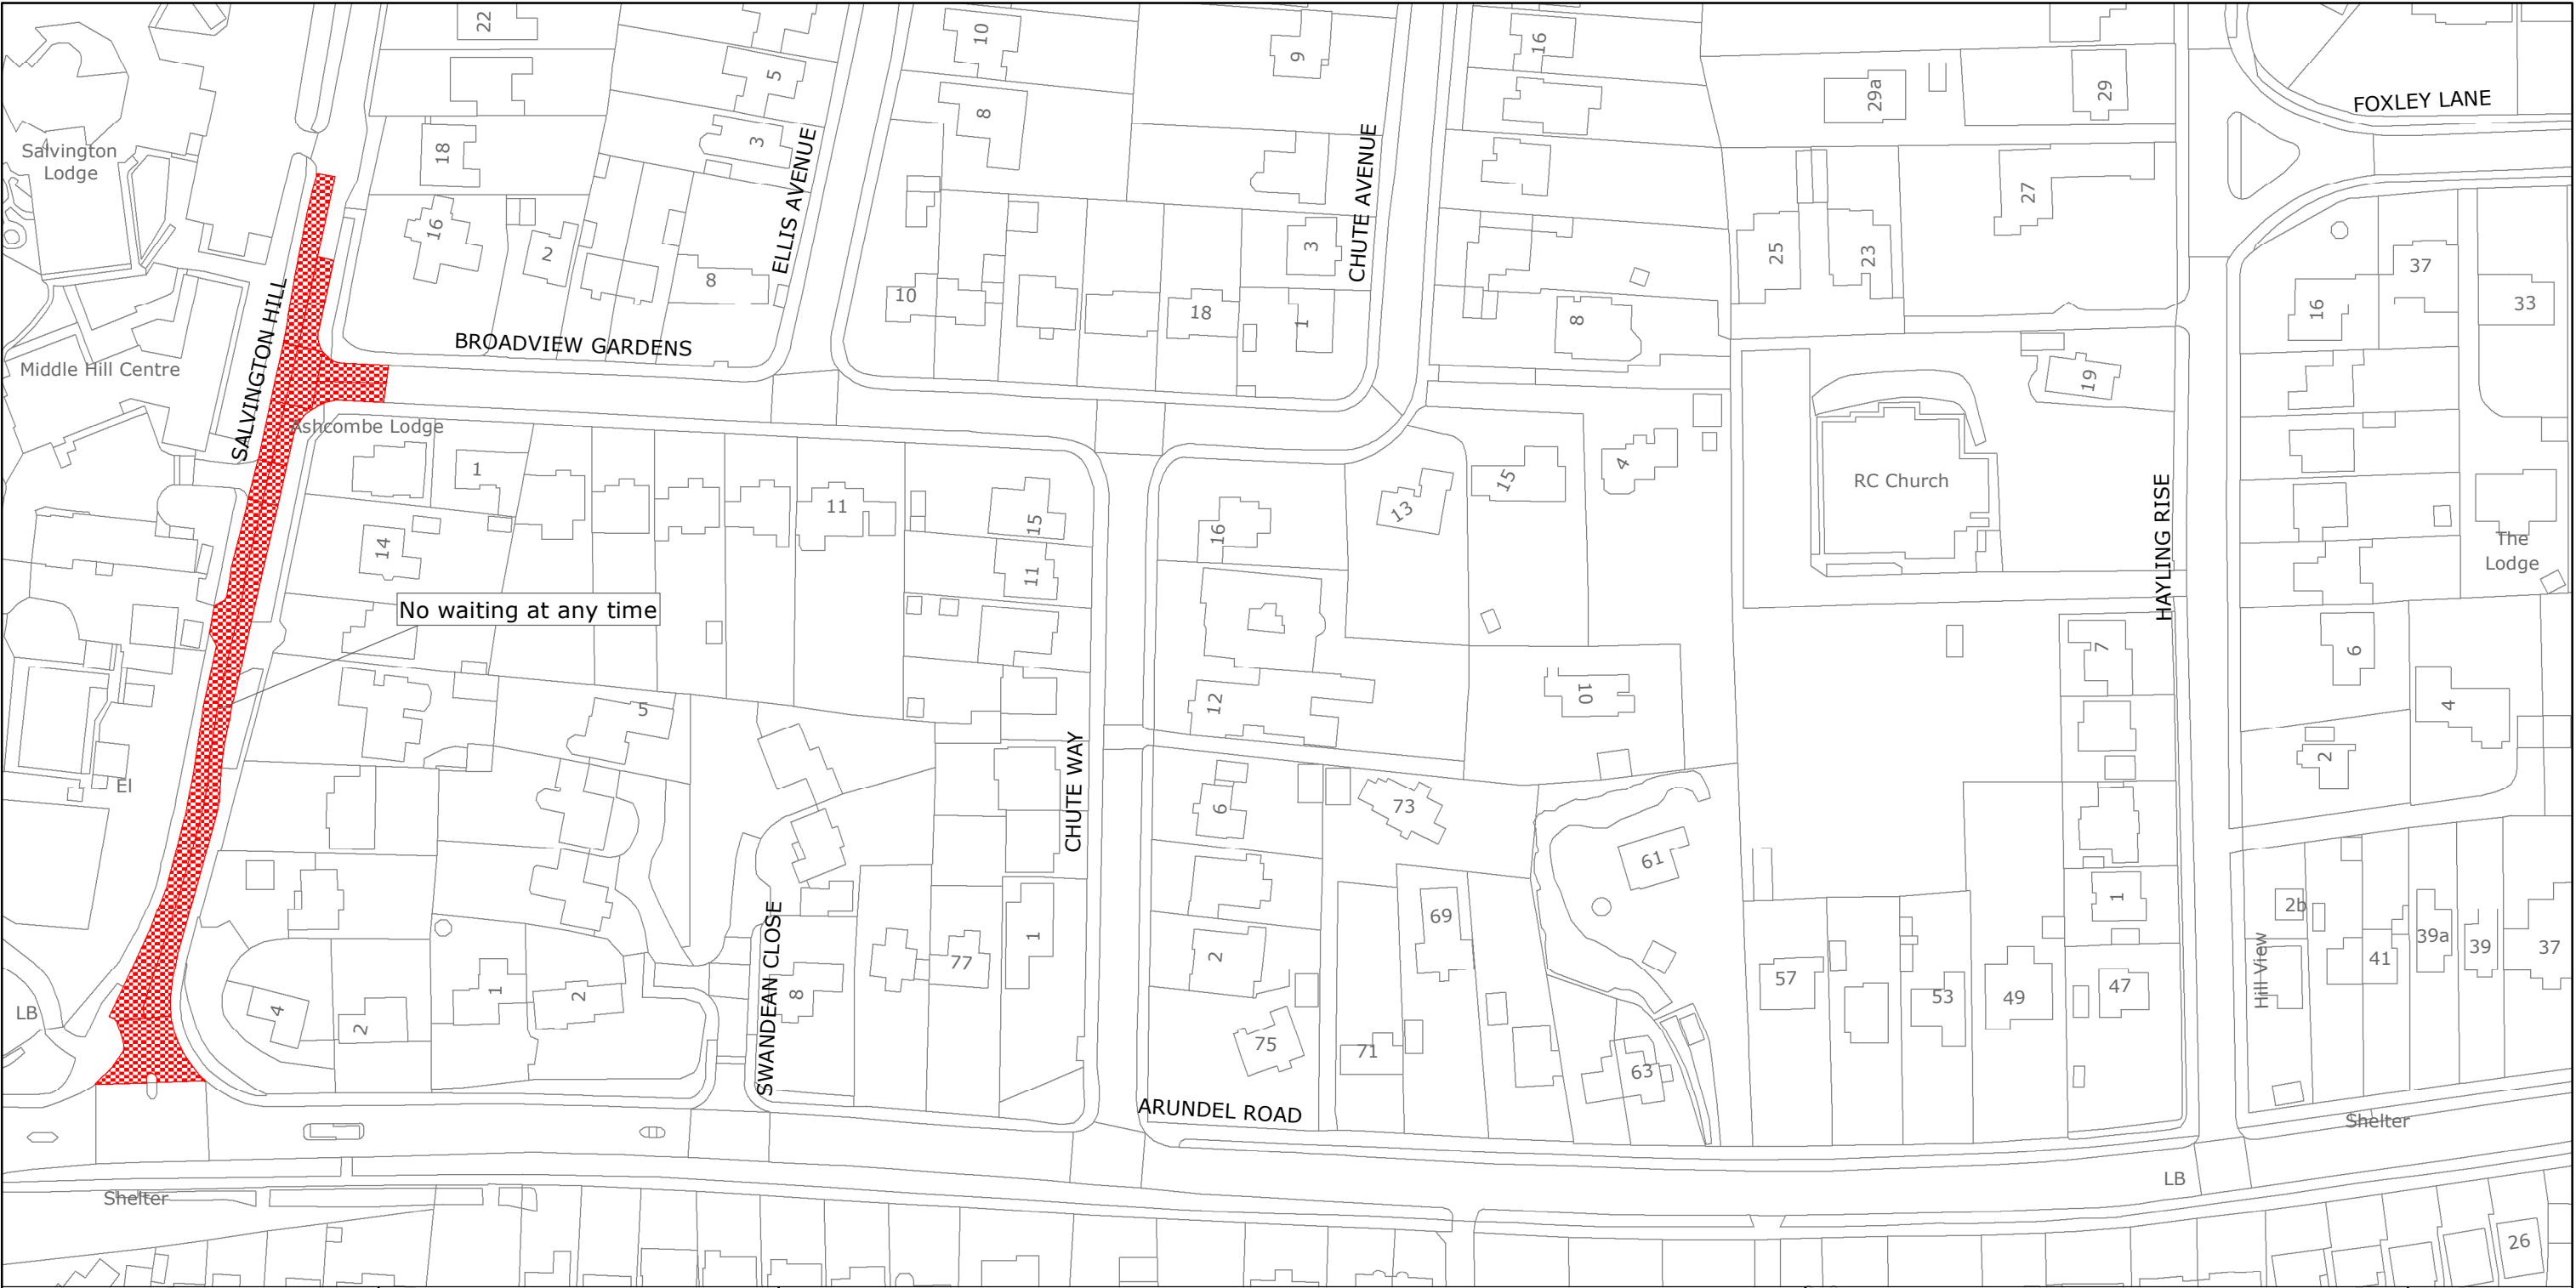 22
10
9
16
5
8
29a
29
FOXLEY LANE
3
18
Salvington
Lodge
ELLIS AVENUE
CHUTE AVENUE
27
16
2
3
25
23
37
8
10
18
1
8
16
33
SALVINGTON HILL
BROADVIEW GARDENS
Middle Hill Centre
19
Ashcombe Lodge
1
11
15
16
13
15
4
RC Church
HAYLING RISE
14
11
The
Lodge
No waiting at any time
7
6
5
12
10
4
2
El
CHUTE WAY
6
73
61
1
SWANDEAN CLOSE
69
2b
1
77
2
39a
39
37
41
Hill View
57
53
49
47
4
2
1
2
8
LB
75
71
63
ARUNDEL ROAD
Shelter
LB
Shelter
26